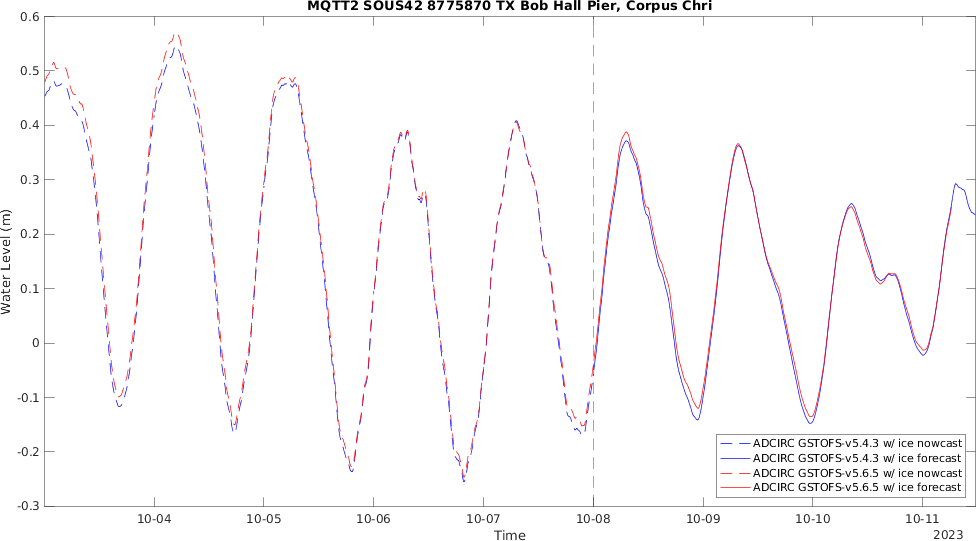 MQTT2 SOUS42 8775870 TX Bob Hall Pier, Corpus Chri
0.6
0.5
0.4
0.3
0.2
0.1
0
-0.1
-0.2
-0.3
Water Level (m)
ADCIRC GSTOFS-v5.4.3 w/ ice nowcast
ADCIRC GSTOFS-v5.4.3 w/ ice forecast
ADCIRC GSTOFS-v5.6.5 w/ ice nowcast
ADCIRC GSTOFS-v5.6.5 w/ ice forecast
10-04 10-05 10-06 10-07 10-08 10-09 10-10 10-11
Time
2023